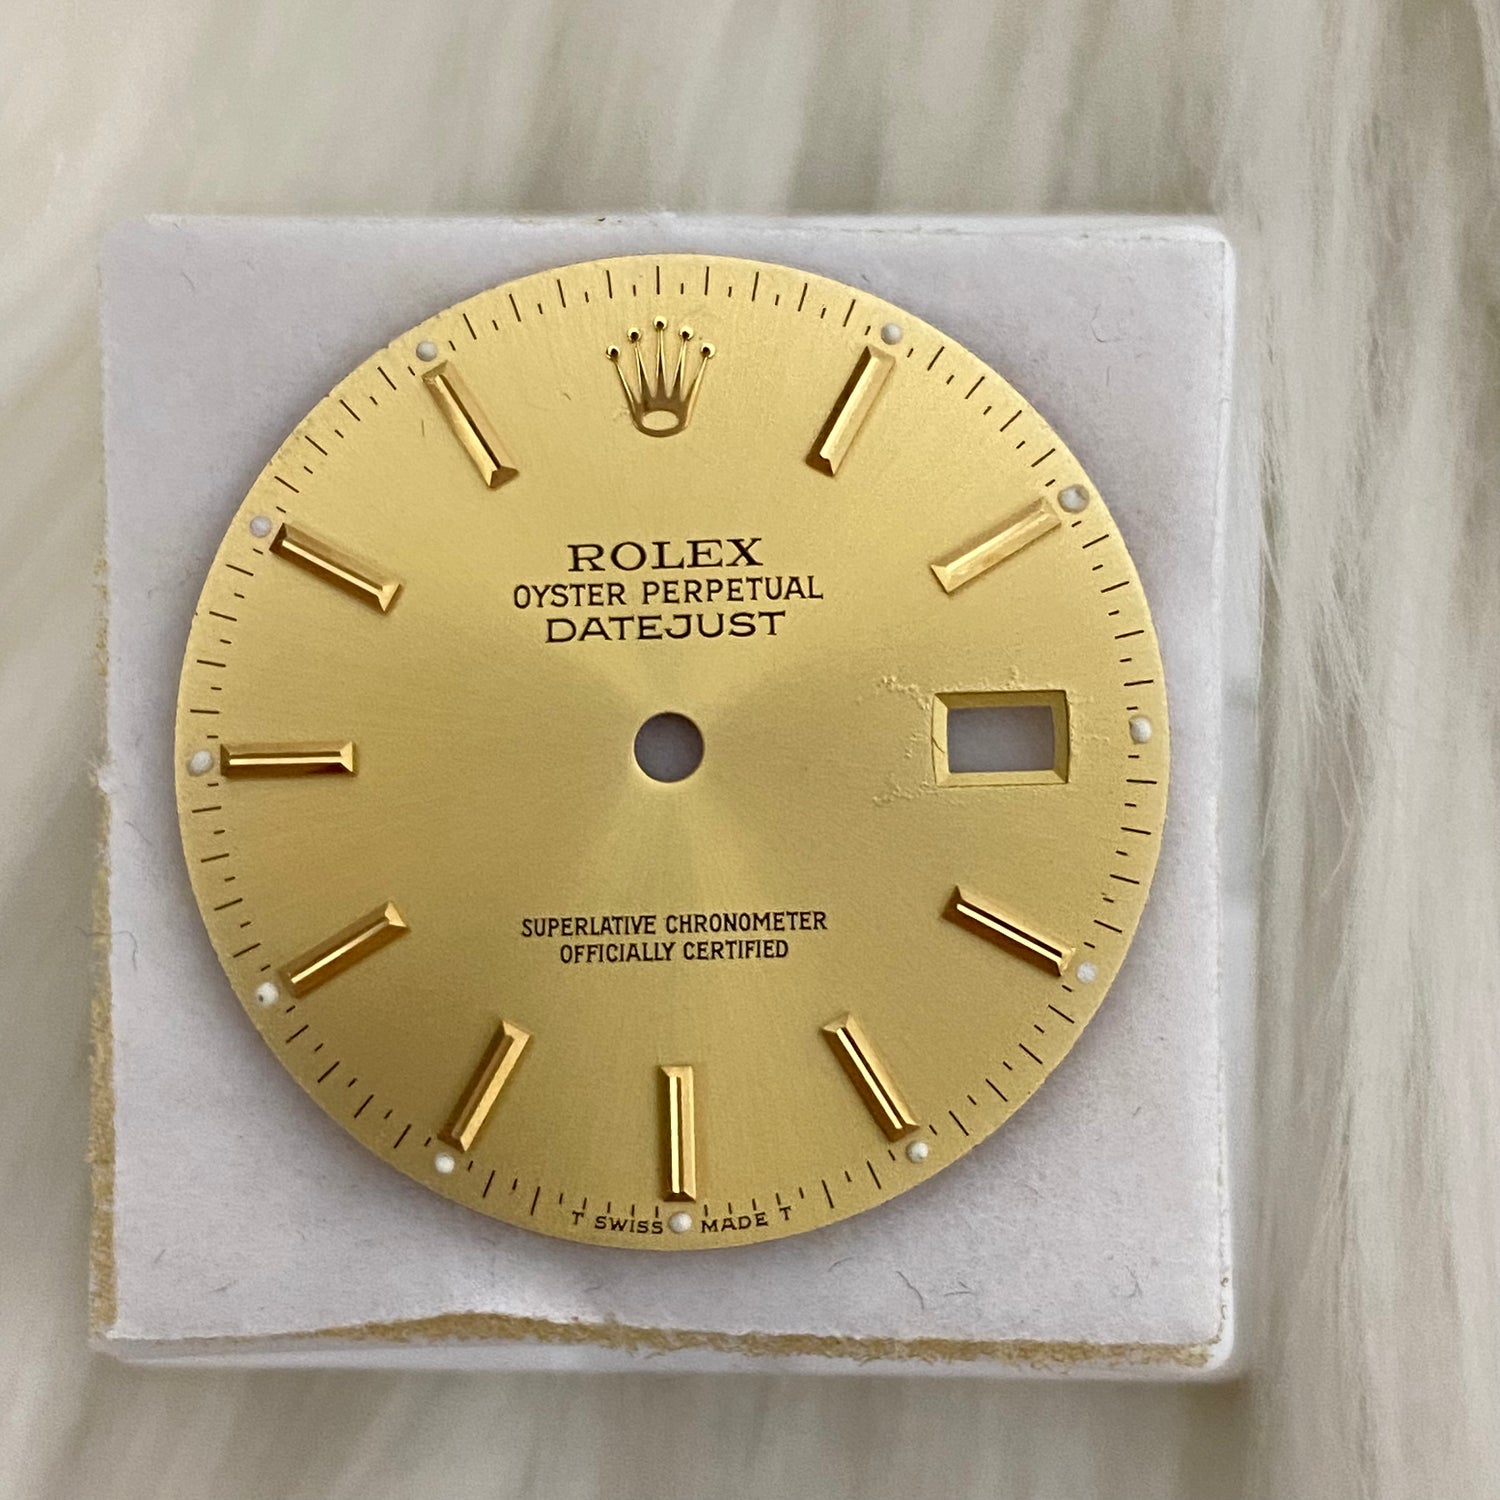 ROLEX
OYSTER PERPETUAL
DATEJUST
SUPERLATIVE CHRONOMETER
OFFICIALLY CERTIFIED
T SWISS MADE T